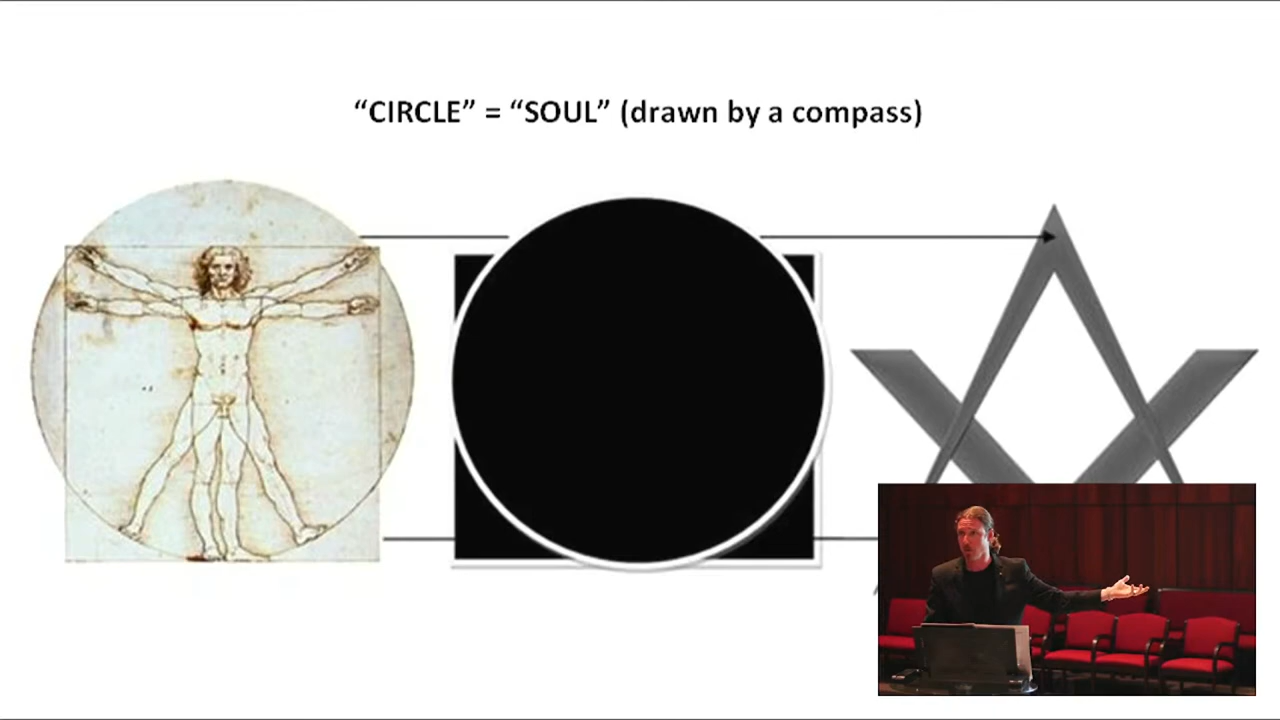 “CIRCLE” = “SOUL” (drawn by a compass)